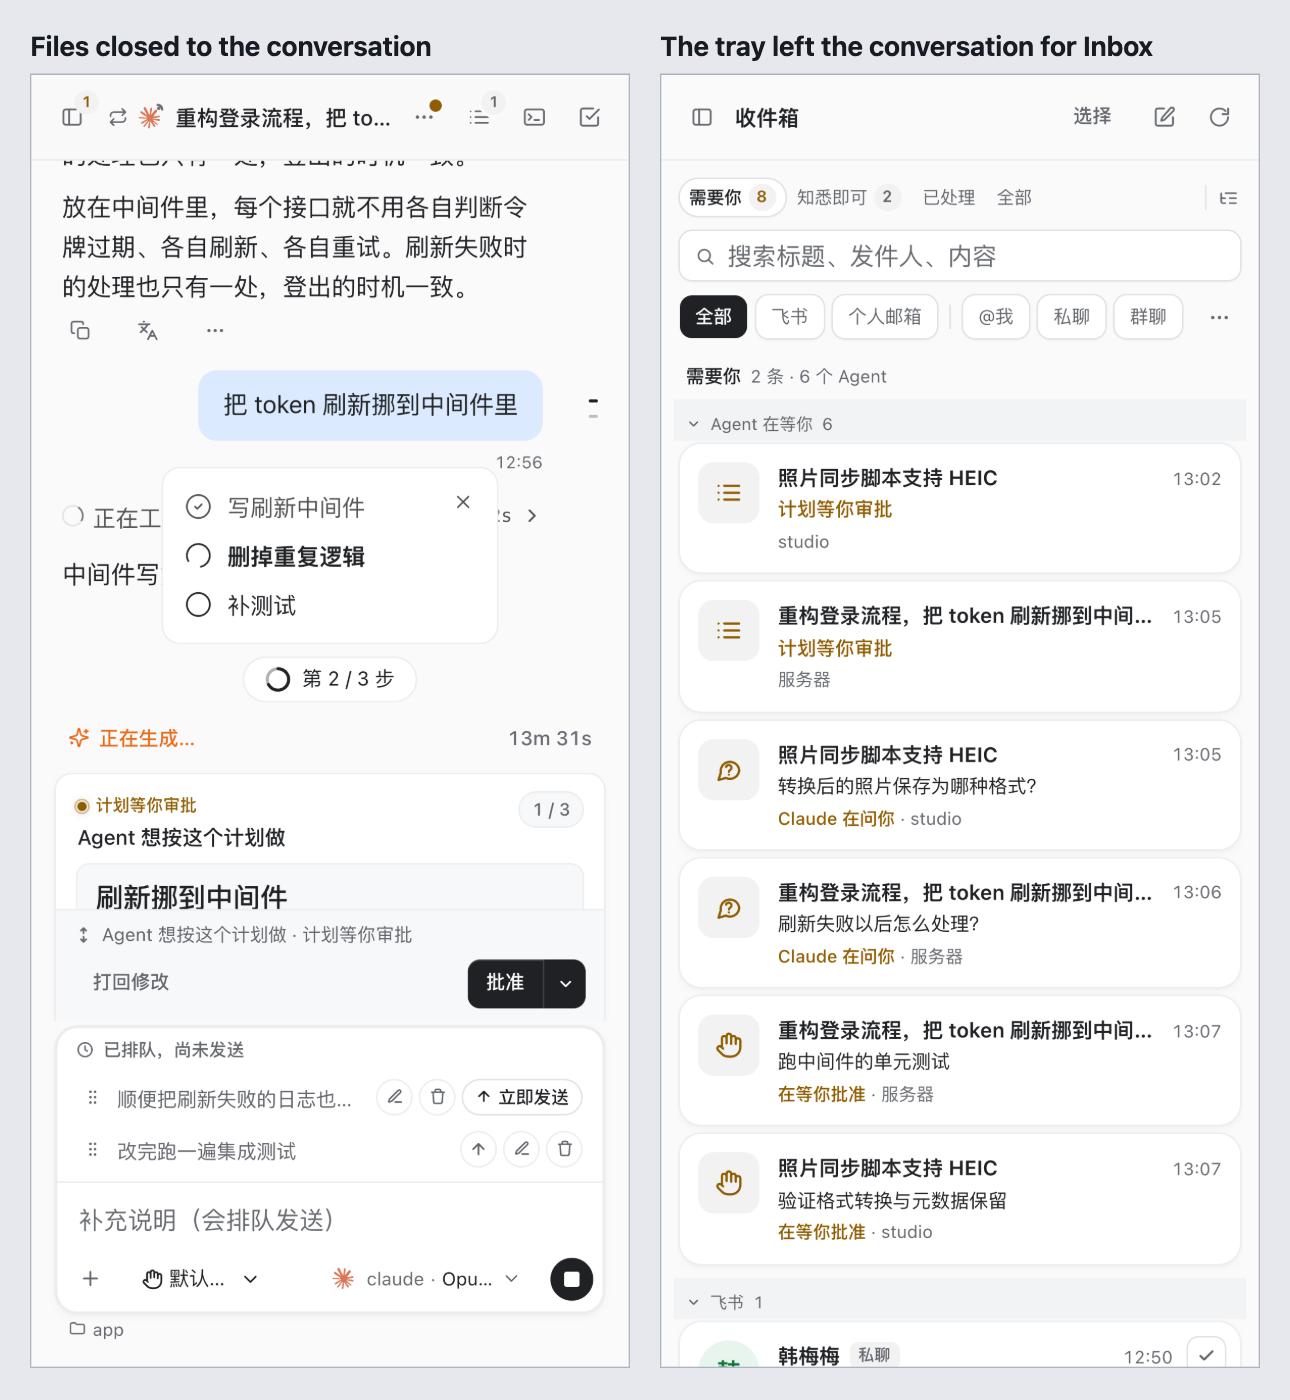 Files closed to the conversation
1
重构登录流程，把 to...
1
的处理也只有一处，登出的时机一致。
放在中间件里，每个接口就不用各自判断令
牌过期、各自刷新、各自重试。刷新失败时
的处理也只有一处，登出的时机一致。
把 token 刷新挪到中间件里
12:56
正在工
2s
中间件写
写刷新中间件
删掉重复逻辑
补测试
第 2 / 3 步
正在生成...
13m 31s
计划等你审批
1 / 3
Agent 想按这个计划做
刷新挪到中间件
Agent 想按这个计划做 · 计划等你审批
打回修改
批准
已排队，尚未发送
顺便把刷新失败的日志也...
立即发送
改完跑一遍集成测试
补充说明（会排队发送）
默认...
claude · Opu...
app
The tray left the conversation for Inbox
收件箱
选择
需要你 8
知悉即可 2
已处理
全部
搜索标题、发件人、内容
全部
飞书
个人邮箱
@我
私聊
群聊
需要你 2 条 · 6 个 Agent
Agent 在等你 6
照片同步脚本支持 HEIC
13:02
计划等你审批
studio
重构登录流程，把 token 刷新挪到中间...
13:05
计划等你审批
服务器
照片同步脚本支持 HEIC
13:05
转换后的照片保存为哪种格式？
Claude 在问你 · studio
重构登录流程，把 token 刷新挪到中间...
13:06
刷新失败以后怎么处理？
Claude 在问你 · 服务器
重构登录流程，把 token 刷新挪到中间...
13:07
跑中间件的单元测试
在等你批准 · 服务器
照片同步脚本支持 HEIC
13:07
验证格式转换与元数据保留
在等你批准 · studio
飞书 1
韩梅梅 私聊
12:50